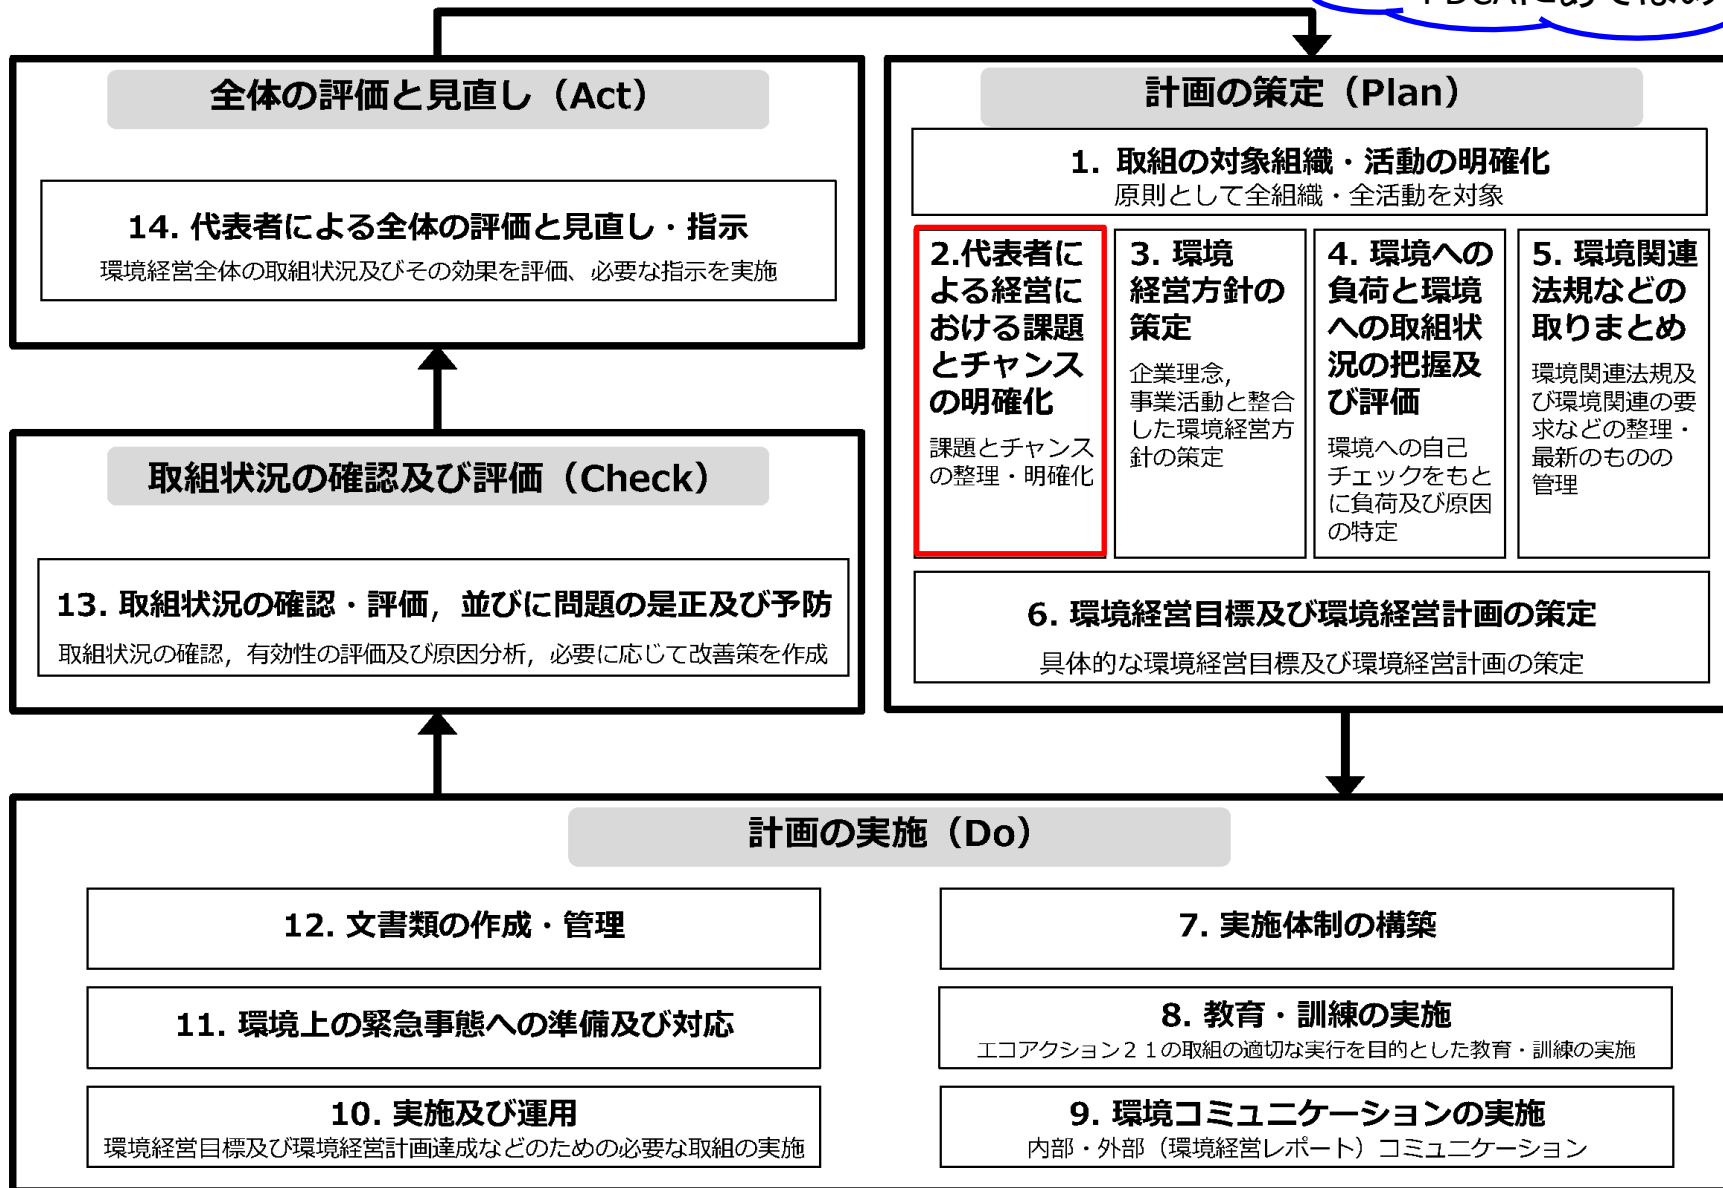 PDCAにあてはめ
全体の評価と見直し（Act）
14. 代表者による全体の評価と見直し・指示
環境経営全体の取組状況及びその効果を評価、必要な指示を実施
計画の策定（Plan）
1. 取組の対象組織・活動の明確化
原則として全組織・全活動を対象
2.代表者に
よる経営に
おける課題
とチャンス
の明確化
課題とチャンス
の整理・明確化
3. 環境
経営方針の
策定
企業理念,
事業活動と整合
した環境経営方
針の策定
4. 環境への
負荷と環境
への取組状
況の把握及
び評価
環境への自己
チェックをもと
に負荷及び原因
の特定
5. 環境関連
法規などの
取りまとめ
環境関連法規及
び環境関連の要
求などの整理・
最新のものの
管理
6. 環境経営目標及び環境経営計画の策定
具体的な環境経営目標及び環境経営計画の策定
取組状況の確認及び評価（Check）
13. 取組状況の確認・評価, 並びに問題の是正及び予防
取組状況の確認, 有効性の評価及び原因分析, 必要に応じて改善策を作成
計画の実施（Do）
12. 文書類の作成・管理
11. 環境上の緊急事態への準備及び対応
10. 実施及び運用
環境経営目標及び環境経営計画達成などのための必要な取組の実施
7. 実施体制の構築
8. 教育・訓練の実施
エコアクション２１の取組の適切な実行を目的とした教育・訓練の実施
9. 環境コミュニケーションの実施
内部・外部（環境経営レポート）コミュニケーション